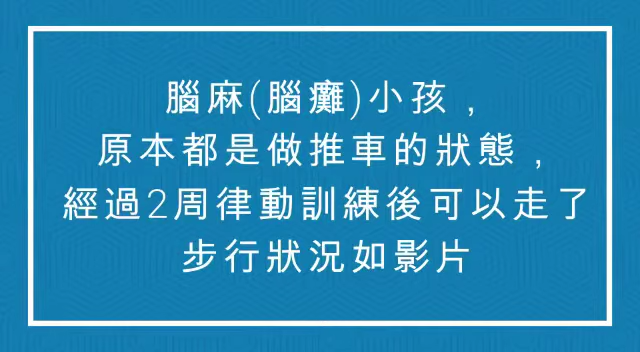 腦麻(腦癱)小孩，
原本都是做推車的狀態，
經過2周律動訓練後可以走了
步行狀況如影片